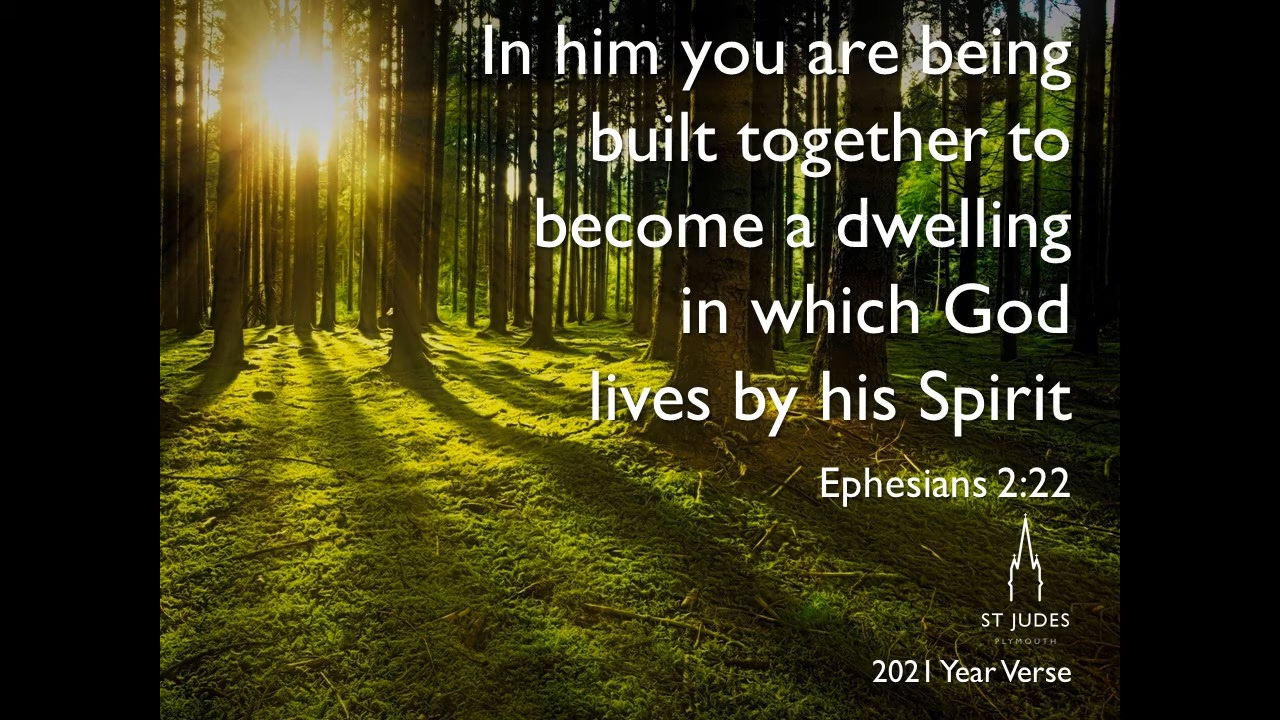 In him you are being
built together to
become a dwelling
in which God
lives by his Spirit
Ephesians 2:22
ST JUDES
PLYMOUTH
2021 Year Verse